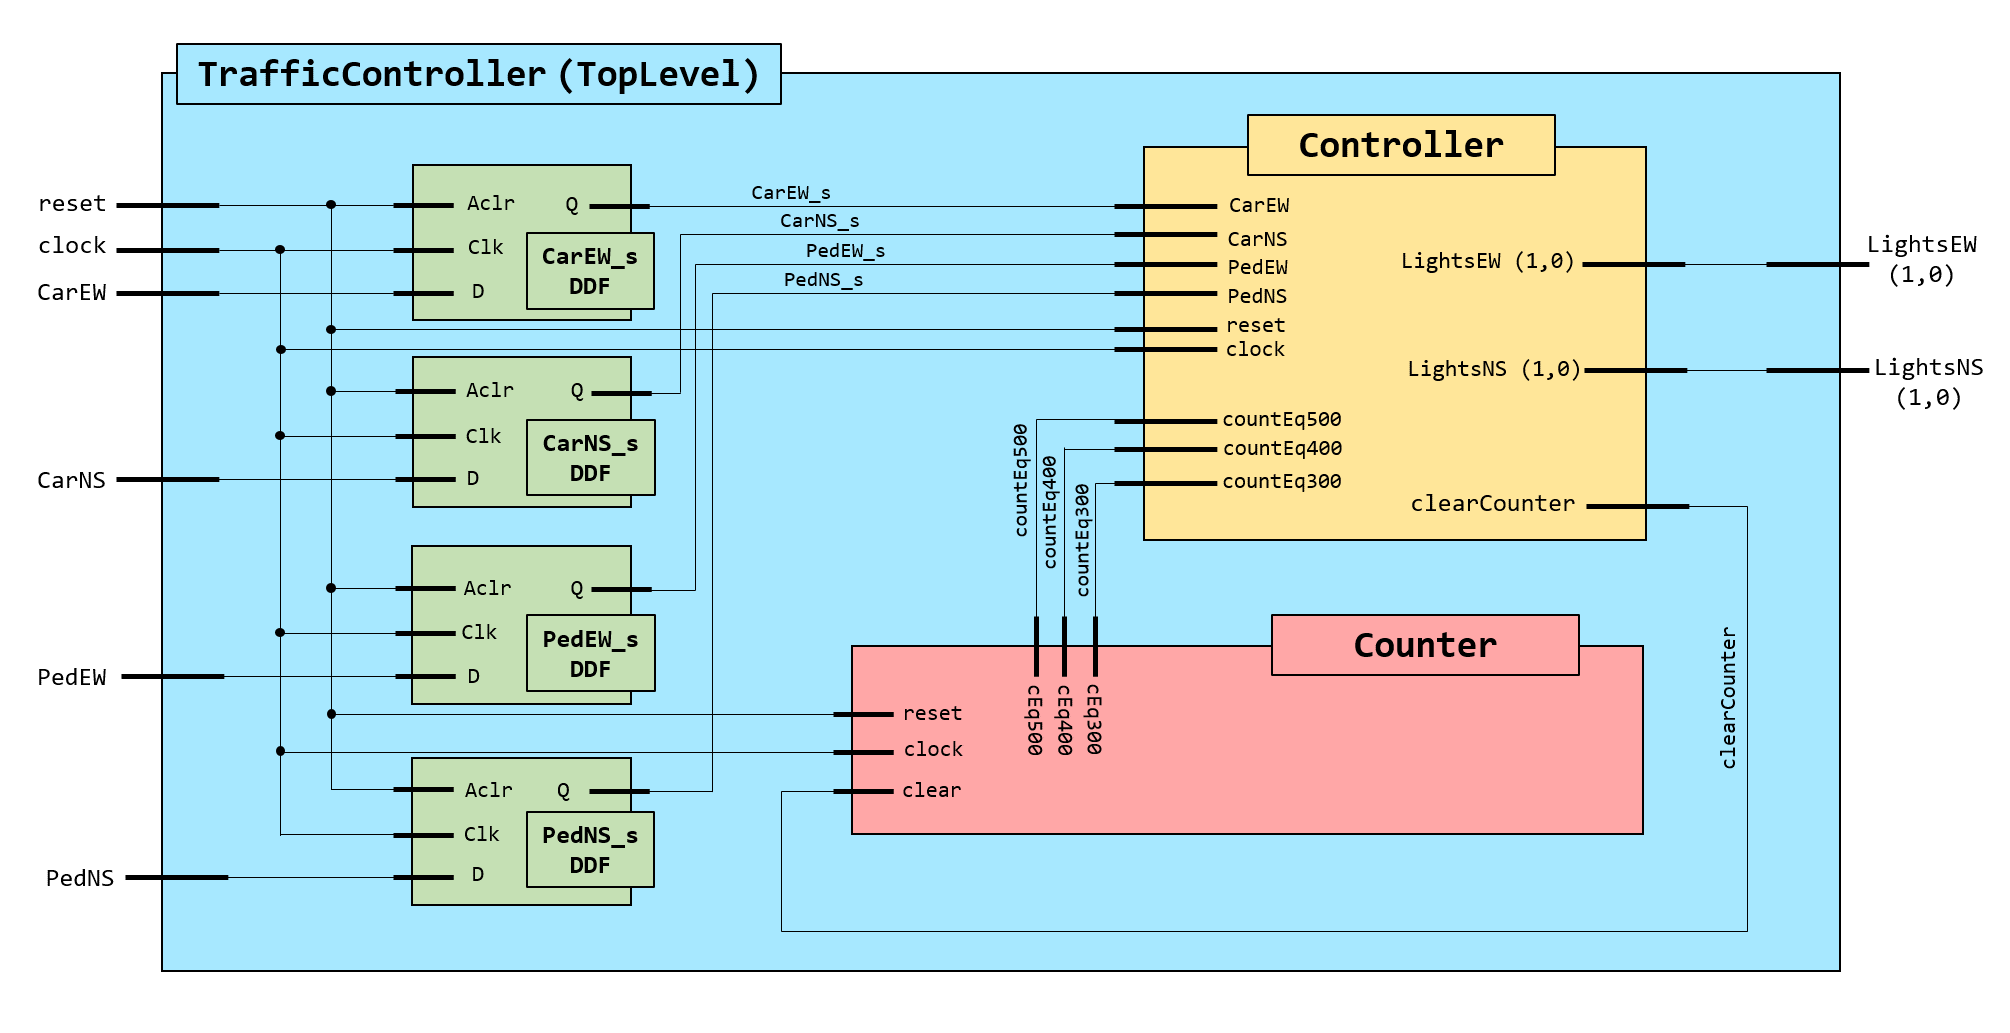 TrafficController (TopLevel)
reset
clock
CarEW
CarNS
PedEW
PedNS
Aclr
Q
Clk
D
CarEW_s
DDF
Aclr
Q
Clk
D
CarNS_s
DDF
Aclr
Q
Clk
D
PedEW_s
DDF
Aclr
Q
Clk
D
PedNS_s
DDF
CarEW_s
CarNS_s
PedEW_s
PedNS_s
Controller
CarEW
CarNS
PedEW
PedNS
reset
clock
countEq500
countEq400
countEq300
LightsEW (1,0)
LightsNS (1,0)
clearCounter
countEq500
countEq400
countEq300
Counter
cEq500
cEq400
cEq300
reset
clock
clear
clearCounter
LightsEW
(1,0)
LightsNS
(1,0)